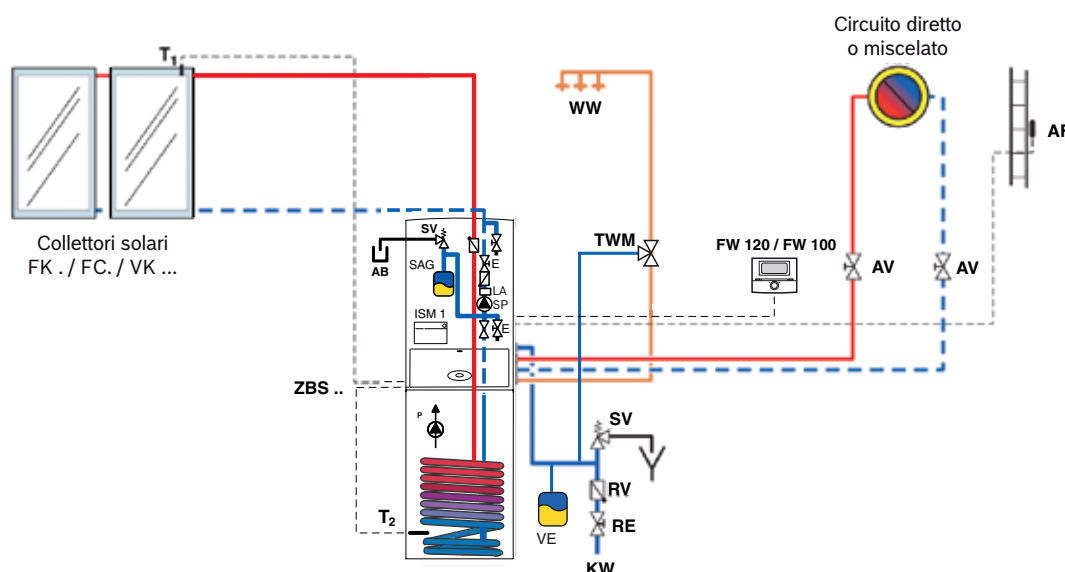 Circuito diretto
o miscelato
T1
WW
AF
Collettori solari
FK . / FC. / VK ...
SV
AB
SAG
E
LA
SP
ISM 1
E
TWM
FW 120 / FW 100
AV
AV
ZBS ..
P
T2
SV
RV
RE
VE
KW